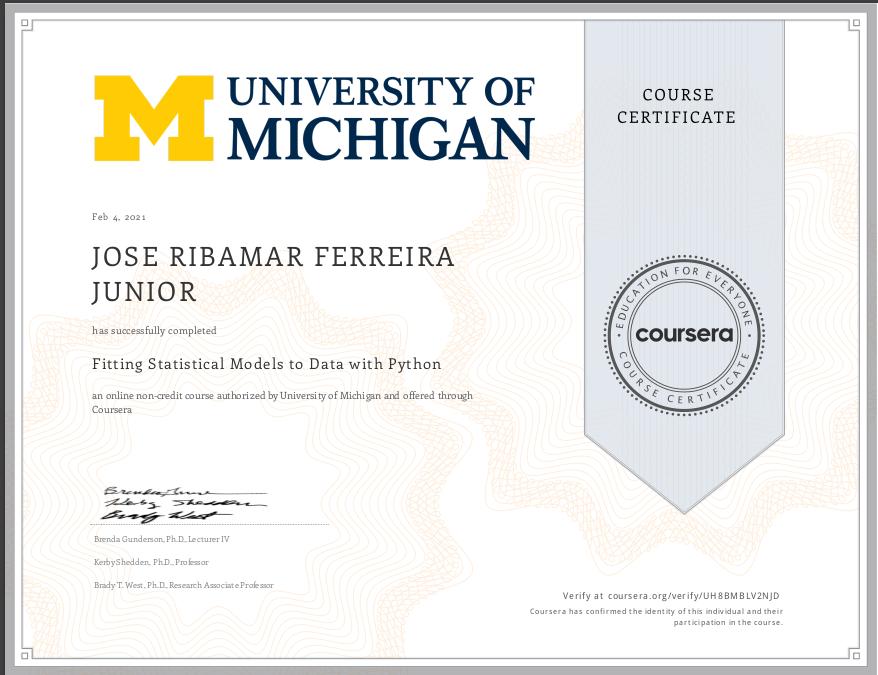 M UNIVERSITY OF
MICHIGAN
COURSE
CERTIFICATE
Feb 4, 2021
JOSE RIBAMAR FERREIRA
JUNIOR
has successfully completed
Fitting Statistical Models to Data with Python
an online non-credit course authorized by University of Michigan and offered through
Coursera
EDUCATION FOR EVERYONE
coursera
COURSE CERTIFICATE
Brenda Gunderson, Ph.D., Lecturer IV
Kerby Shedden, Ph.D., Professor
Brady T. West, Ph.D., Research Associate Professor
Verify at coursera.org/verify/UH8BMBLV2NJD
Coursera has confirmed the identity of this individual and their
participation in the course.